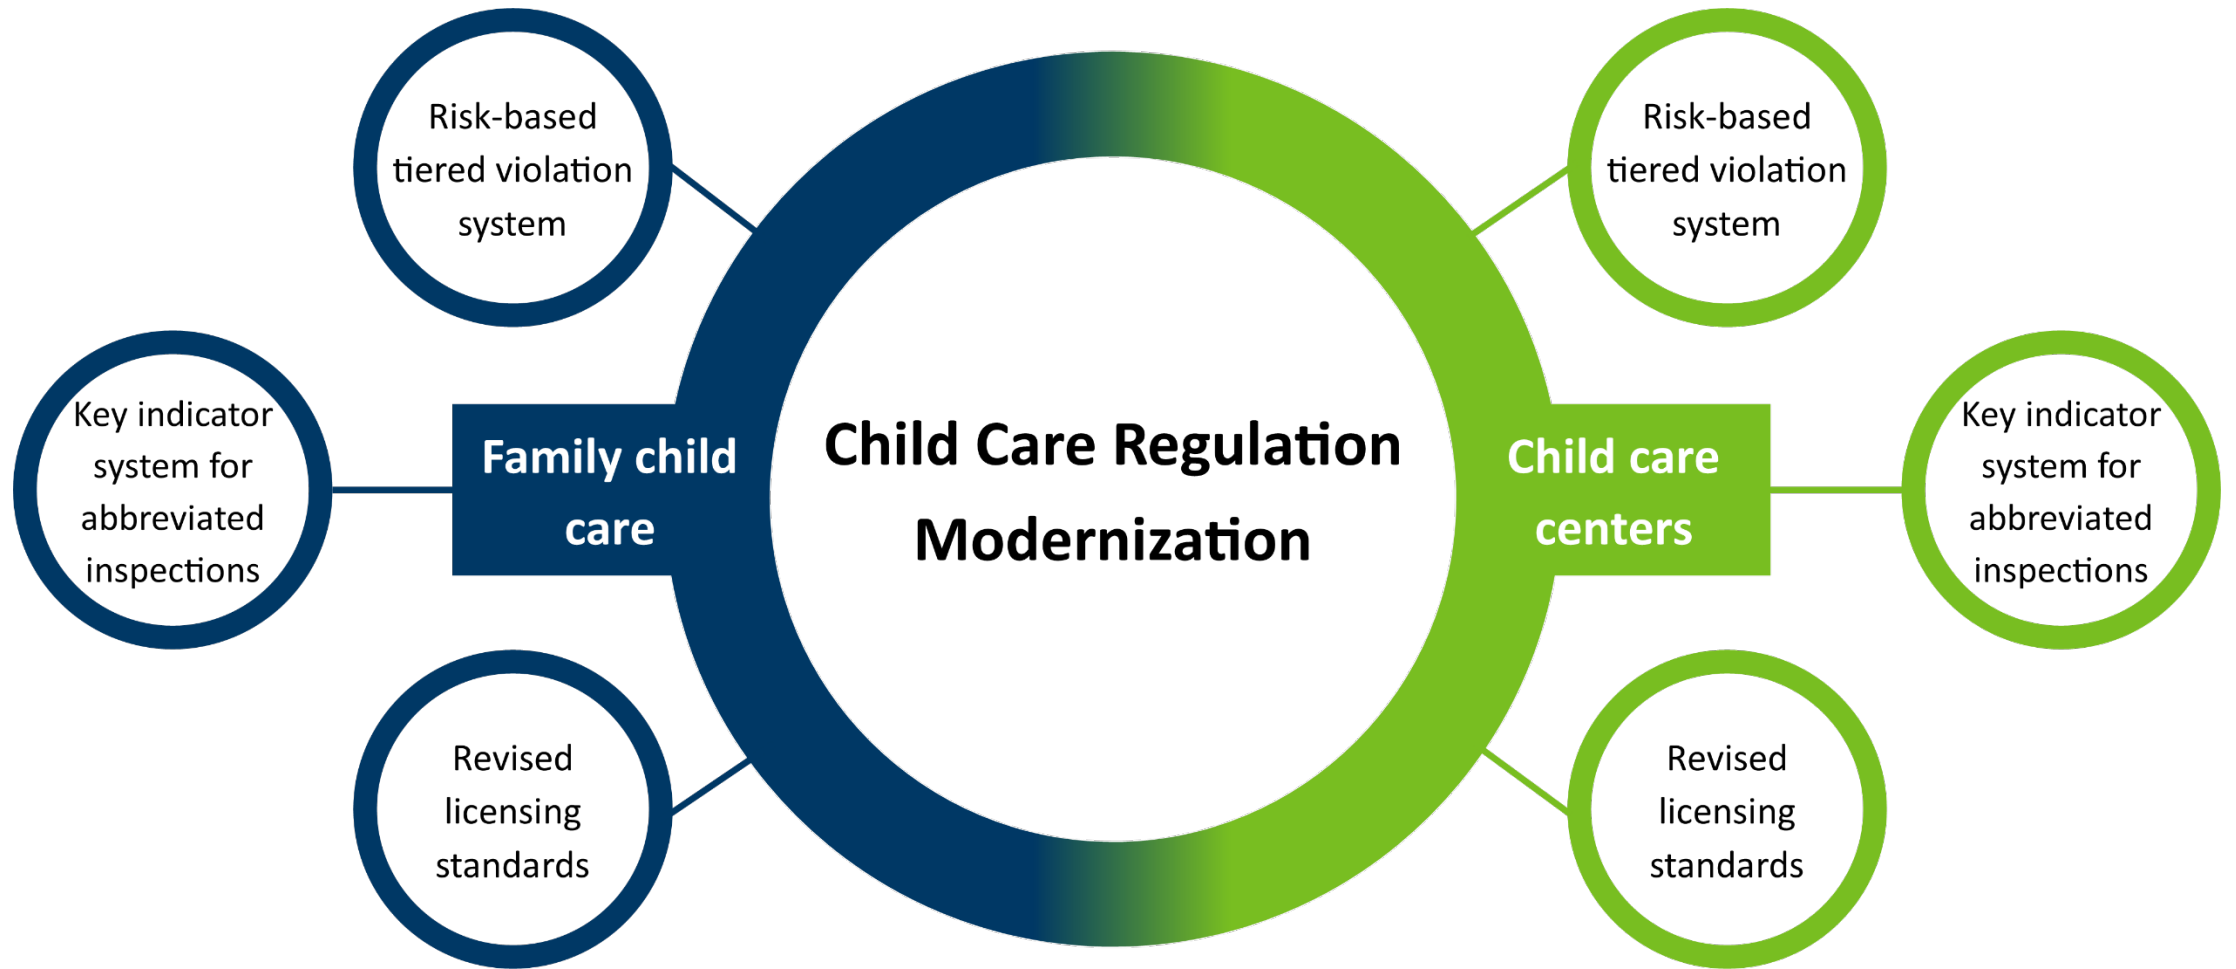 Risk-based
tiered violation
system
Key indicator
system for
abbreviated
inspections
Revised
licensing
standards
Family child
care
Child Care Regulation
Modernization
Child care
centers
Risk-based
tiered violation
system
Key indicator
system for
abbreviated
inspections
Revised
licensing
standards